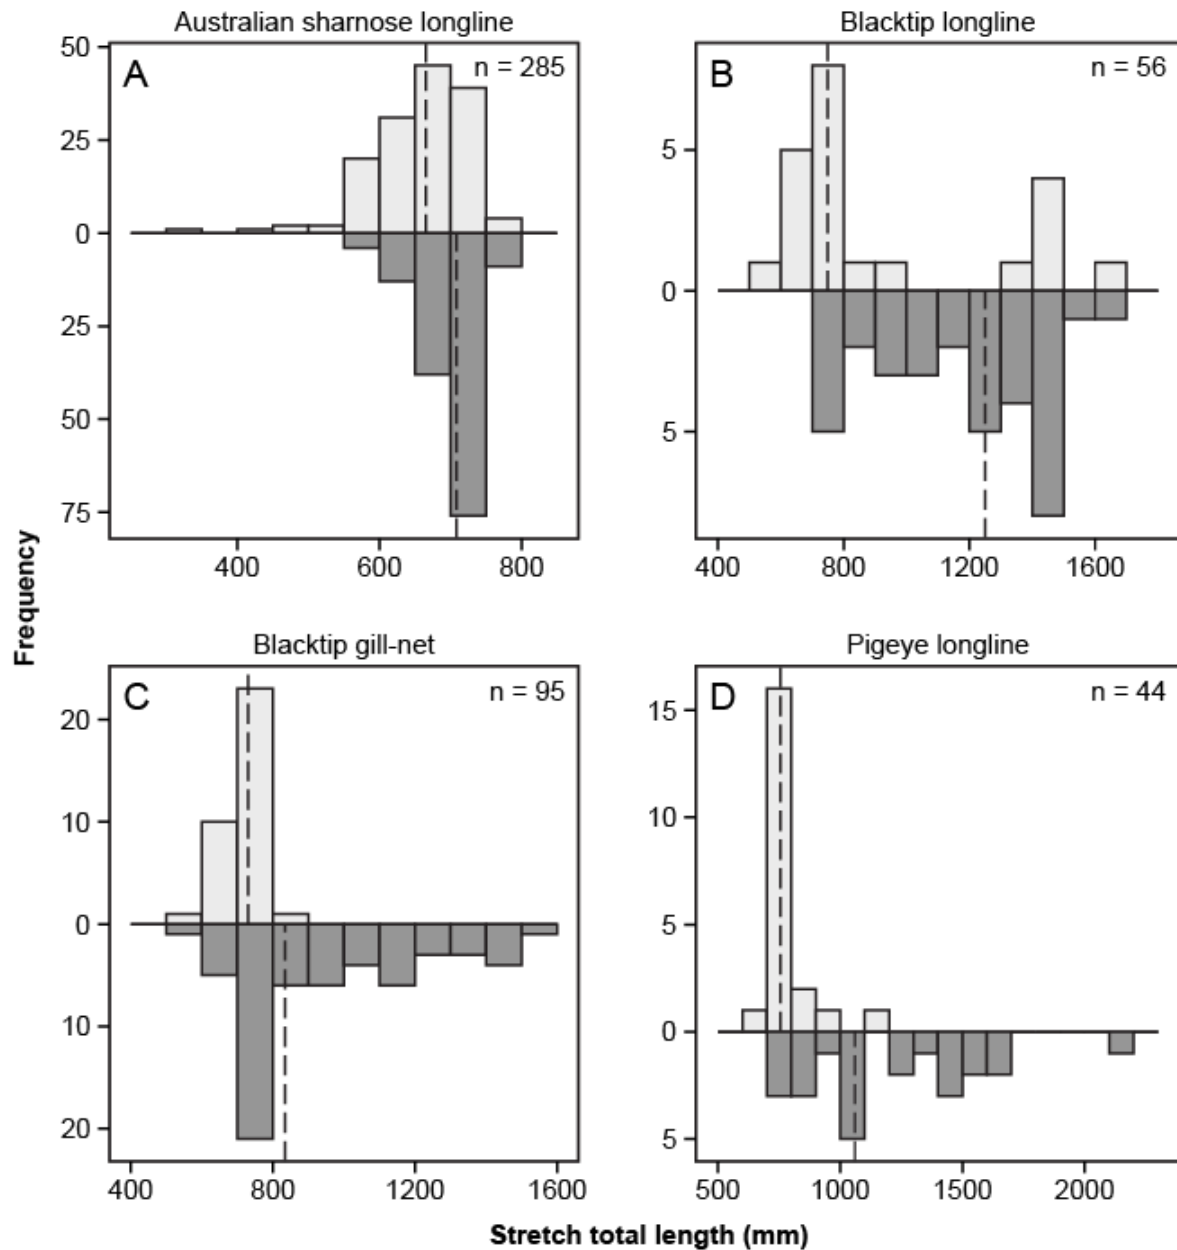 Australian sharnose longline
A
n = 285
50
25
0
25
50
75
400
600
800
Blacktip longline
B
n = 56
5
0
5
400
800
1200
1600
Blacktip gill-net
C
n = 95
20
10
0
10
20
400
800
1200
1600
Pigeye longline
D
n = 44
15
10
5
0
5
500
1000
1500
2000
Frequency
Stretch total length (mm)